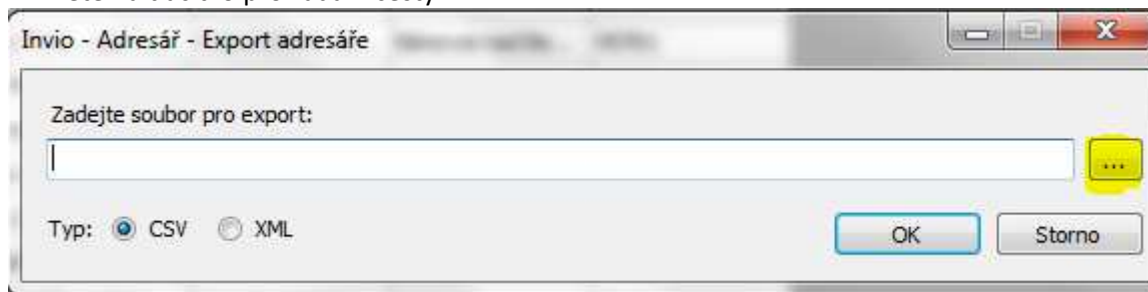 Invio - Adresář - Export adresáře
Zadejte soubor pro export:
...
Typ: CSV XML
OK Storno